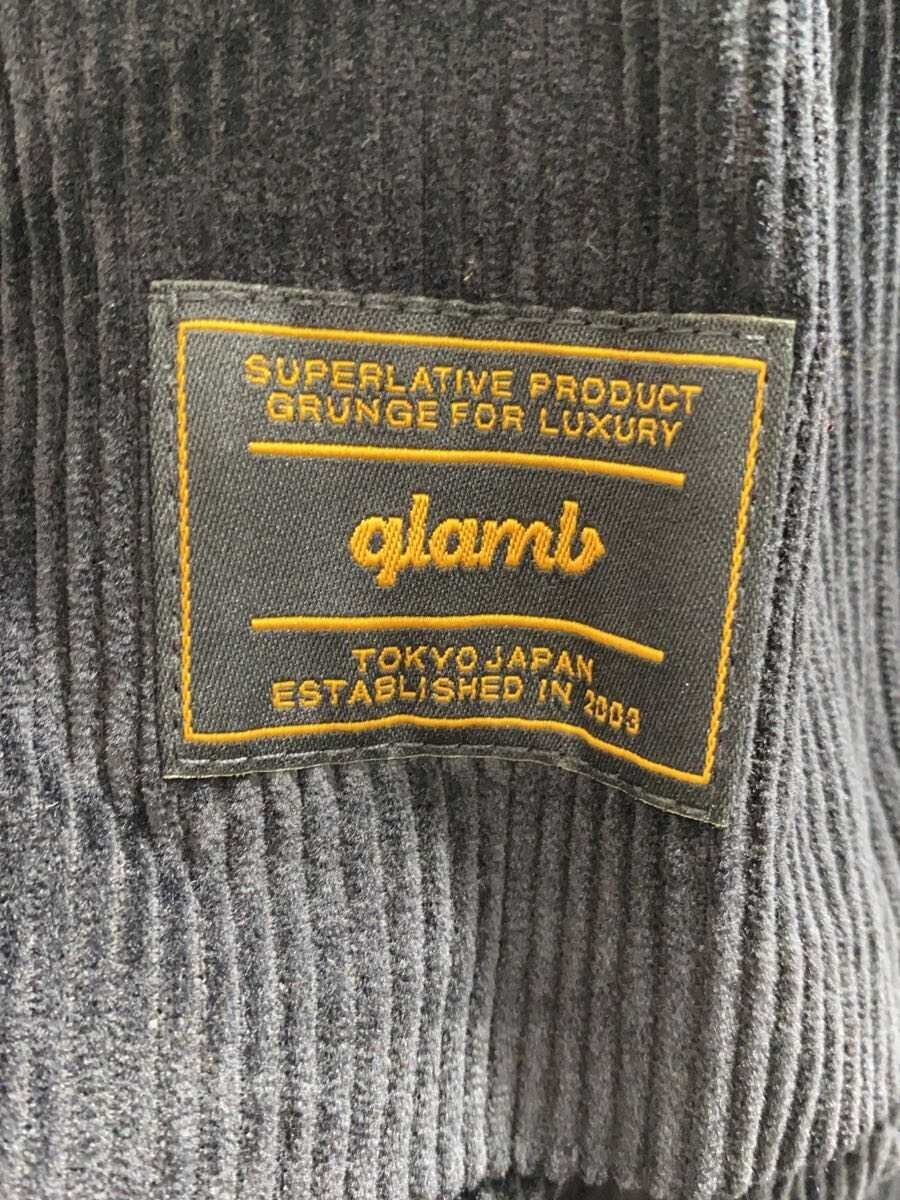 SUPERLATIVE PRODUCT
GRUNGE FOR LUXURY
glamb
TOKYO JAPAN
ESTABLISHED IN 2003